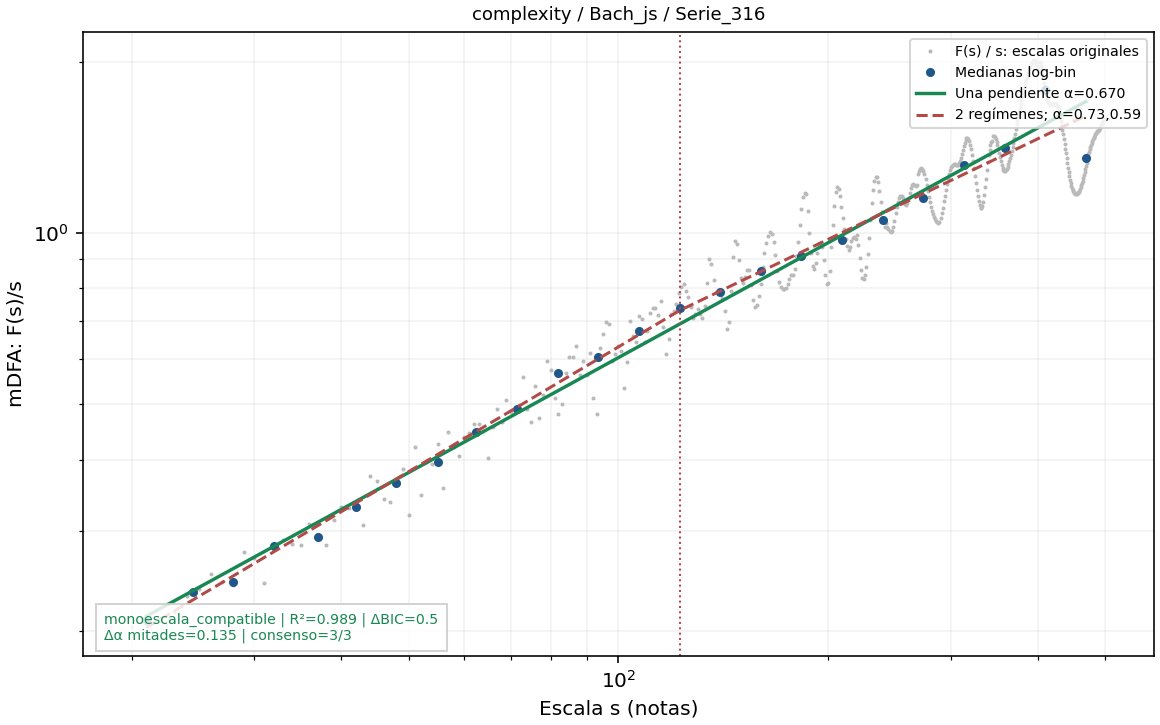 complexity / Bach_js / Serie_316
F(s) / s: escalas originales
Medianas log-bin
Una pendiente α=0.670
2 regímenes; α=0.73,0.59
mDFA: F(s)/s
10⁰
monoescala_compatible | R²=0.989 | ΔBIC=0.5
Δα mitades=0.135 | consenso=3/3
10²
Escala s (notas)